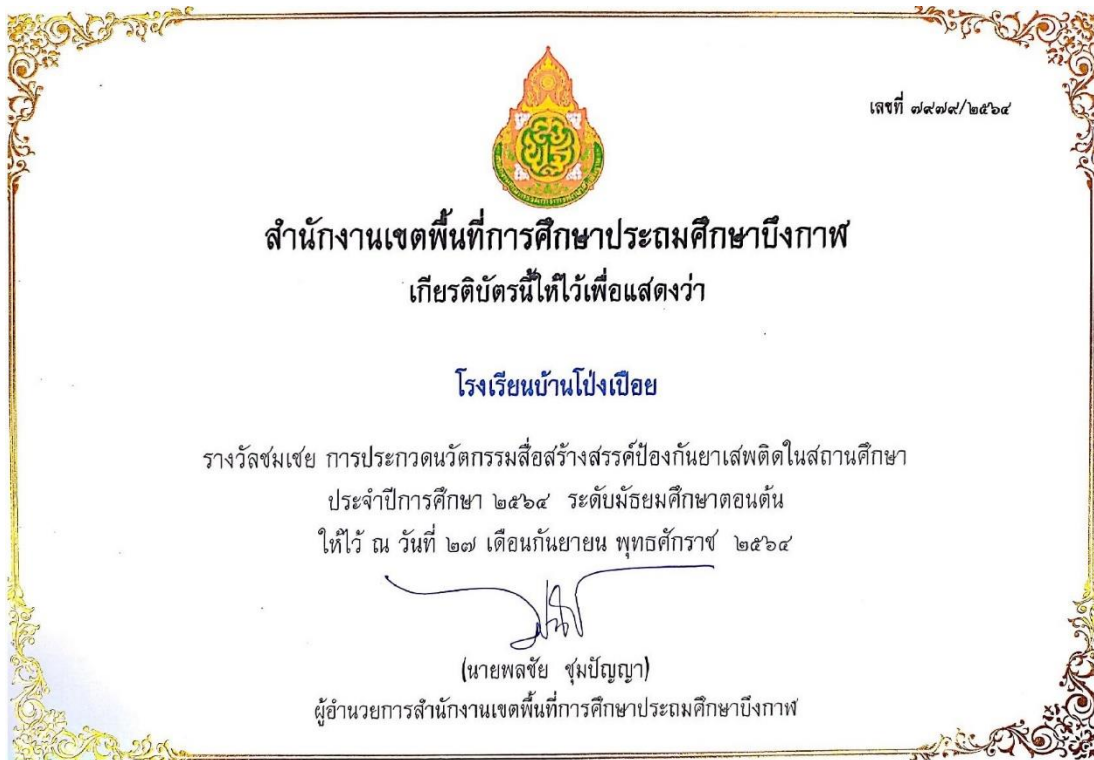 เลขที่ ๗๙๗๙/๒๕๖๔
สำนักงานเขตพื้นที่การศึกษาประถมศึกษาบึงกาฬ
เกียรติบัตรนี้ให้ไว้เพื่อแสดงว่า
โรงเรียนบ้านโป่งเปือย
รางวัลชมเชย การประกวดนวัตกรรมสื่อสร้างสรรค์ป้องกันยาเสพติดในสถานศึกษา
ประจำปีการศึกษา ๒๕๖๔ ระดับมัธยมศึกษาตอนต้น
ให้ไว้ ณ วันที่ ๒๗ เดือนกันยายน พุทธศักราช ๒๕๖๔
(นายพลชัย ชุมปัญญา)
ผู้อำนวยการสำนักงานเขตพื้นที่การศึกษาประถมศึกษาบึงกาฬ